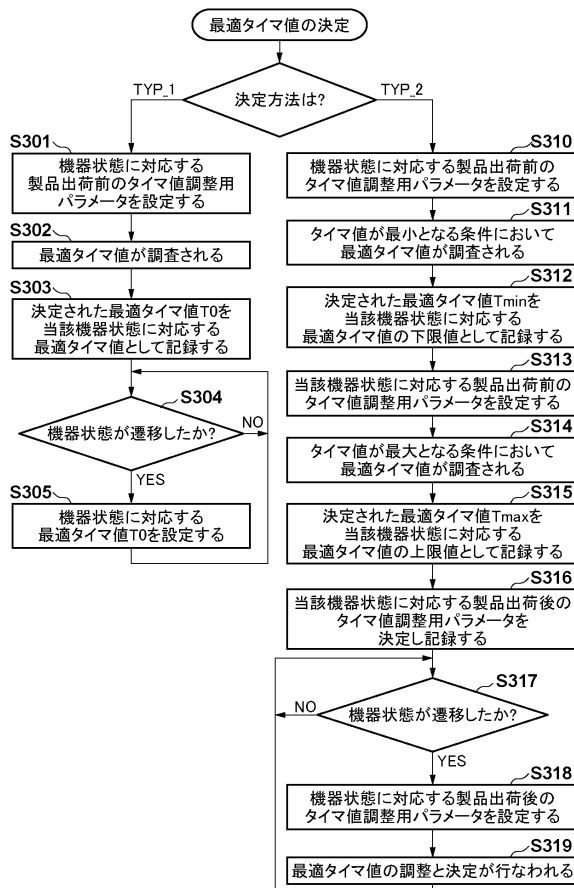 最適タイマ値の決定
決定方法は?
TYP_1
TYP_2
S301
機器状態に対応する
製品出荷前のタイマ値調整用
パラメータを設定する
S302
最適タイマ値が調査される
S303
決定された最適タイマ値T0を
当該機器状態に対応する
最適タイマ値として記録する
S304
機器状態が遷移したか?
NO
YES
S305
機器状態に対応する
最適タイマ値T0を設定する
S310
機器状態に対応する製品出荷前の
タイマ値調整用パラメータを設定する
S311
タイマ値が最小となる条件において
最適タイマ値が調査される
S312
決定された最適タイマ値Tminを
当該機器状態に対応する
最適タイマ値の下限値として記録する
S313
当該機器状態に対応する製品出荷前の
タイマ値調整用パラメータを設定する
S314
タイマ値が最大となる条件において
最適タイマ値が調査される
S315
決定された最適タイマ値Tmaxを
当該機器状態に対応する
最適タイマ値の上限値として記録する
S316
当該機器状態に対応する製品出荷後の
タイマ値調整用パラメータを
決定し記録する
S317
機器状態が遷移したか?
NO
YES
S318
機器状態に対応する製品出荷後の
タイマ値調整用パラメータを設定する
S319
最適タイマ値の調整と決定が行なわれる